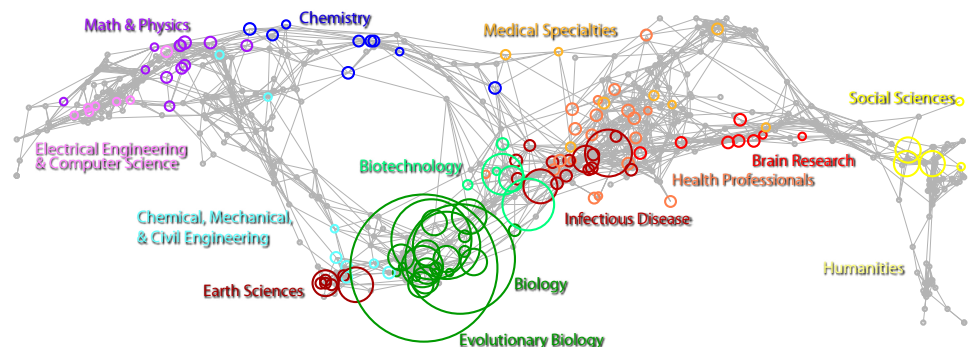 Math & Physics
Chemistry
Medical Specialties
Social Sciences
Electrical Engineering
& Computer Science
Biotechnology
Brain Research
Health Professionals
Chemical, Mechanical,
& Civil Engineering
Infectious Disease
Humanities
Earth Sciences
Biology
Evolutionary Biology